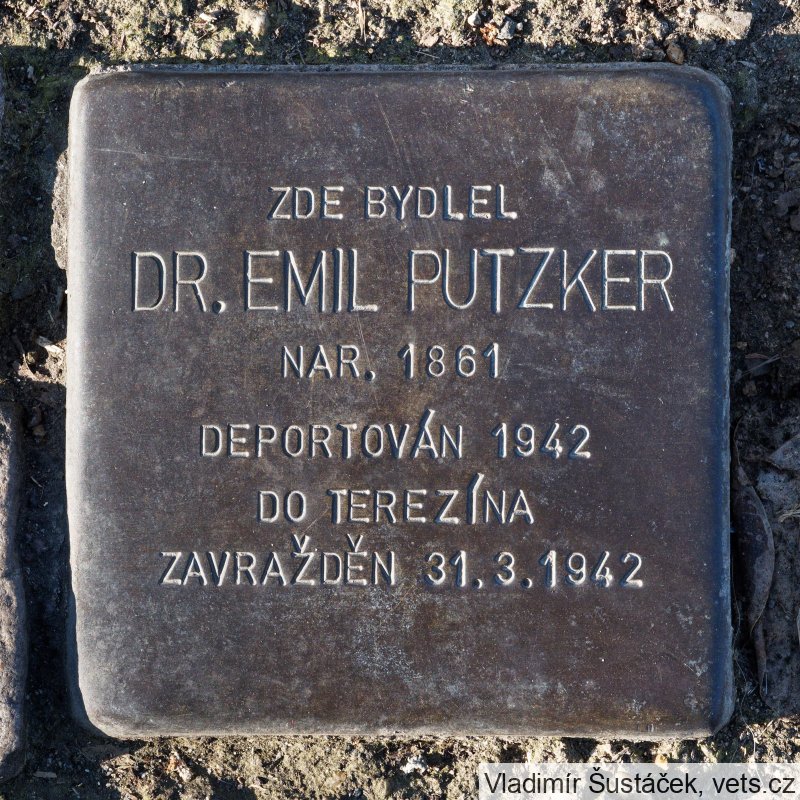 ZDE BYDLEL
DR. EMIL PUTZKER
NAR. 1861
DEPORTOVÁN 1942
DO TEREZÍNA
ZAVRAŽDĚN 31.3.1942
Vladimír Šustáček, vets.cz